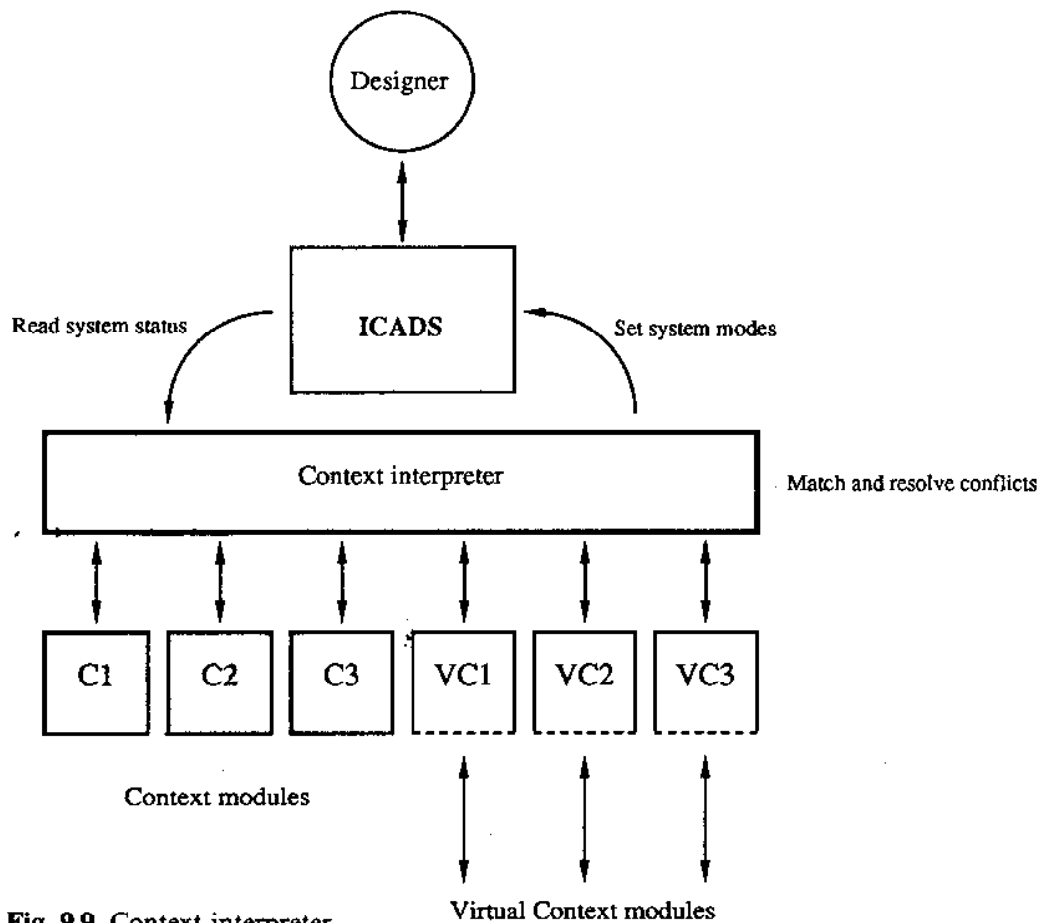 Designer
ICADS
Read system status
Set system modes
Context interpreter
Match and resolve conflicts
C1
C2
C3
VC1
VC2
VC3
Context modules
Virtual Context modules
Fig. 9.9 Context interpreter